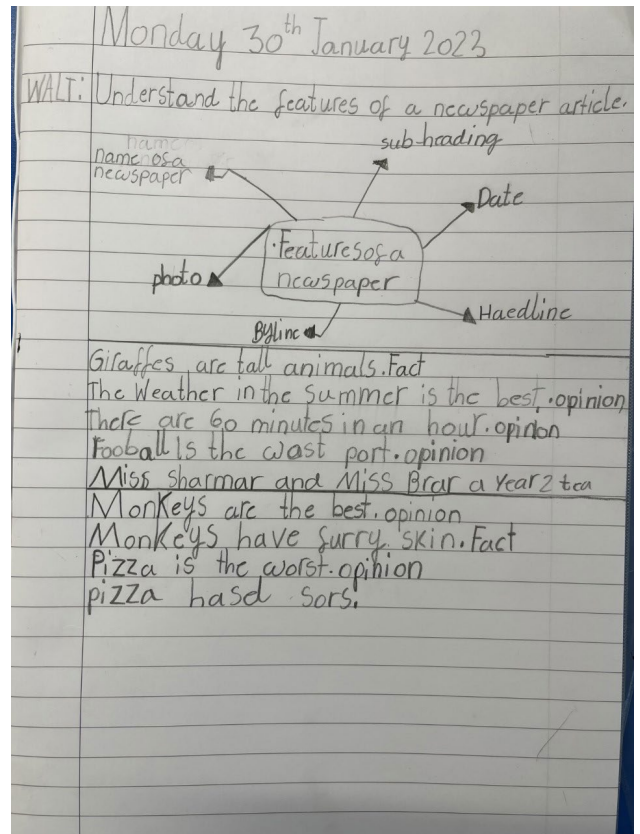 Monday 30th January 2023
WALT: Understand the features of a newspaper article.
name
name of a
newspaper
sub heading
Date
.Features of a
newspaper
photo
Haedline
Byline
Giraffes are tall animals.Fact
The Weather in the Summer is the best.opinion
There are 60 minutes in an hour.opinion
Fooball Is the wast port.opinion
Miss Sharmar and Miss Brar a Year 2 tea
Monkeys are the best.opinion
Monkeys have furry skin.Fact
Pizza is the worst.opinion
pizza hasd sors.